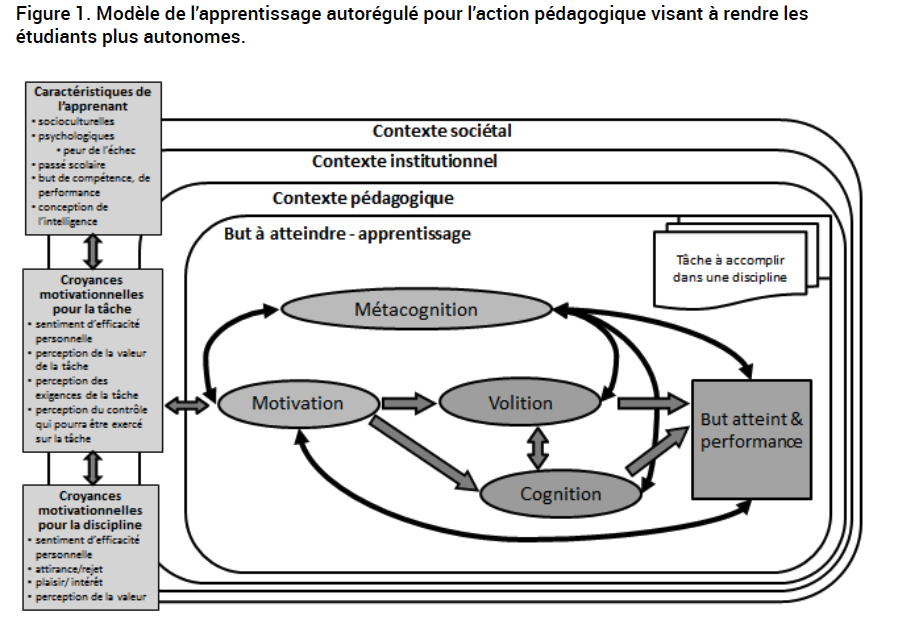 Figure 1. Modèle de l'apprentissage autorégulé pour l'action pédagogique visant à rendre les
étudiants plus autonomes.
Caractéristiques de
l'apprenant
• socioculturelles
• psychologiques
• peur de l'échec
• passé scolaire
• but de compétence, de
performance
• conception de
l'intelligence
Croyances
motivationnelles
pour la tâche
• sentiment d'efficacité
personnelle
• perception de la valeur
de la tâche
• perception des
exigences de la tâche
• perception du contrôle
qui pourra être exercé
sur la tâche
Croyances
motivationnelles
pour la discipline
• sentiment d'efficacité
personnelle
• attirance/rejet
• plaisir/ intérêt
• perception de la valeur
Contexte sociétal
Contexte institutionnel
Contexte pédagogique
But à atteindre - apprentissage
Tâche à accomplir
dans une discipline
Métacognition
Motivation
Volition
Cognition
But atteint &
performance